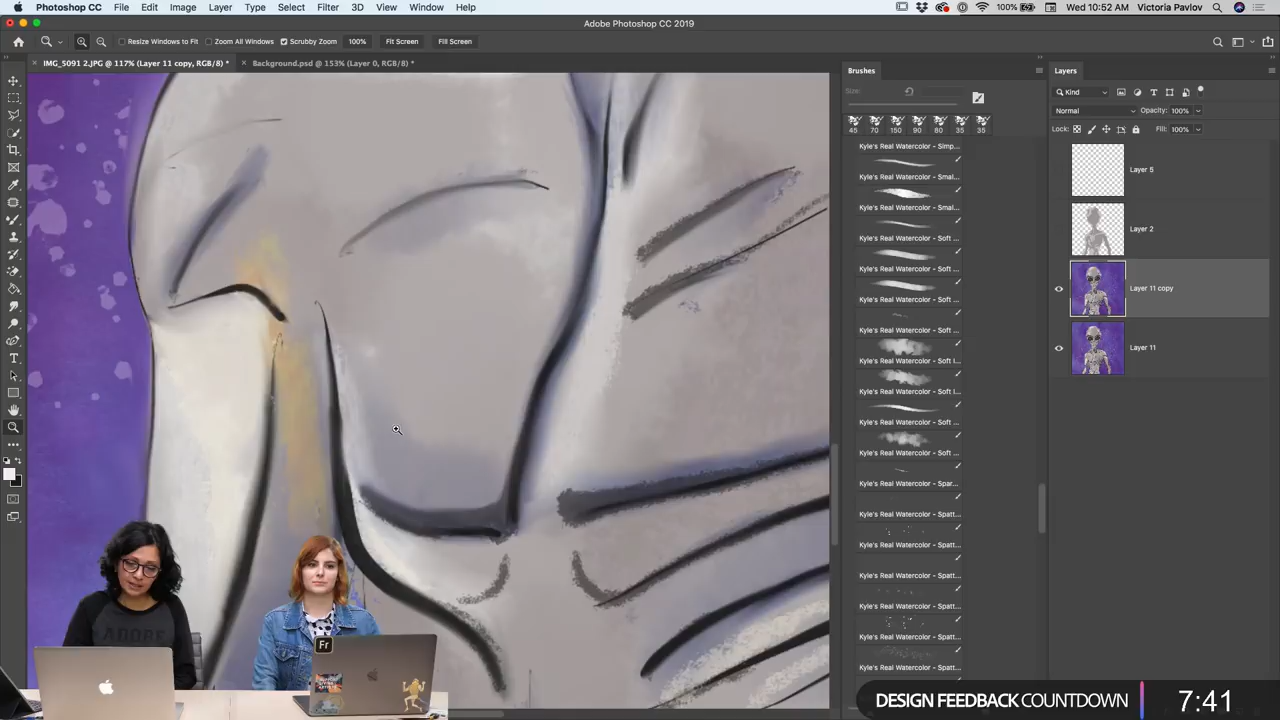 Photoshop CC File Edit Image Layer Type Select Filter 3D View Window Help 100% Wed 10:52 AM Victoria Pavlov
Adobe Photoshop CC 2019
Resize Windows to Fit Zoom All Windows Scrubby Zoom 100% Fit Screen Fill Screen
× IMG_5091 2.JPG @ 117% (Layer 11 copy, RGB/8) * × Background.psd @ 153% (Layer 0, RGB/8) *
Brushes
Size:
45 70 150 90 80 35 35
Kyle's Real Watercolor - Simp...
Kyle's Real Watercolor - Smal...
Kyle's Real Watercolor - Smal...
Kyle's Real Watercolor - Soft ...
Kyle's Real Watercolor - Soft ...
Kyle's Real Watercolor - Soft ...
Kyle's Real Watercolor - Soft ...
Kyle's Real Watercolor - Soft I...
Kyle's Real Watercolor - Soft I...
Kyle's Real Watercolor - Soft ...
Kyle's Real Watercolor - Soft ...
Kyle's Real Watercolor - Spar...
Kyle's Real Watercolor - Spatt...
Kyle's Real Watercolor - Spatt...
Kyle's Real Watercolor - Spatt...
Kyle's Real Watercolor - Spatt...
Kyle's Real Watercolor - Spatt...
Kyle's Real Watercolor - Spatt...
Layers
Kind
Normal Opacity: 100%
Lock: Fill: 100%
Layer 5
Layer 2
Layer 11 copy
Layer 11
ADOBE
Fr
DESIGN FEEDBACK COUNTDOWN 7:41